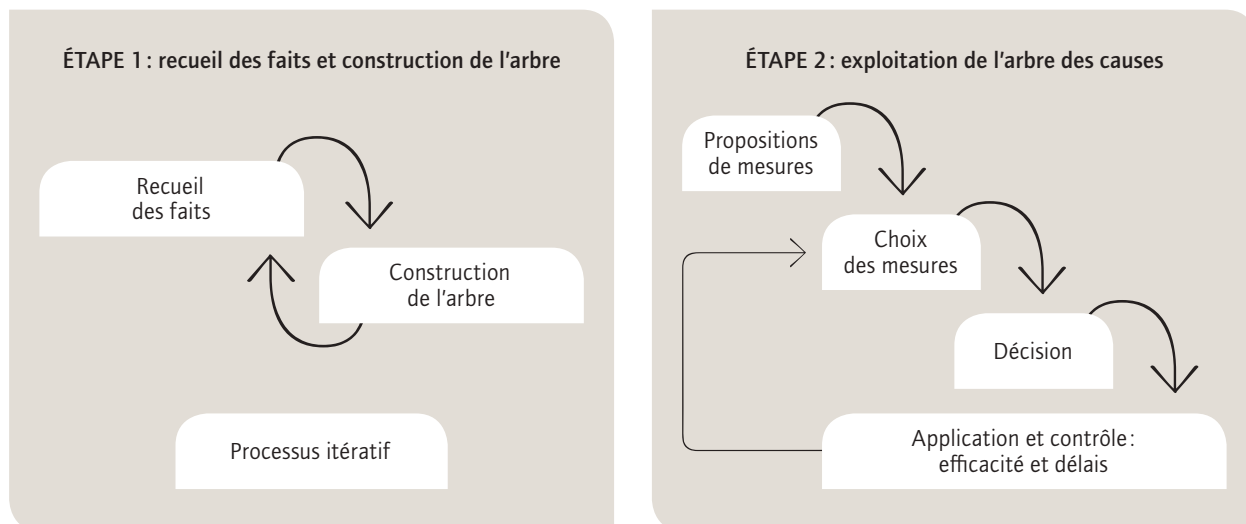 ÉTAPE 1 : recueil des faits et construction de l'arbre
Recueil
des faits
Construction
de l'arbre
Processus itératif
ÉTAPE 2 : exploitation de l'arbre des causes
Propositions
de mesures
Choix
des mesures
Décision
Application et contrôle :
efficacité et délais